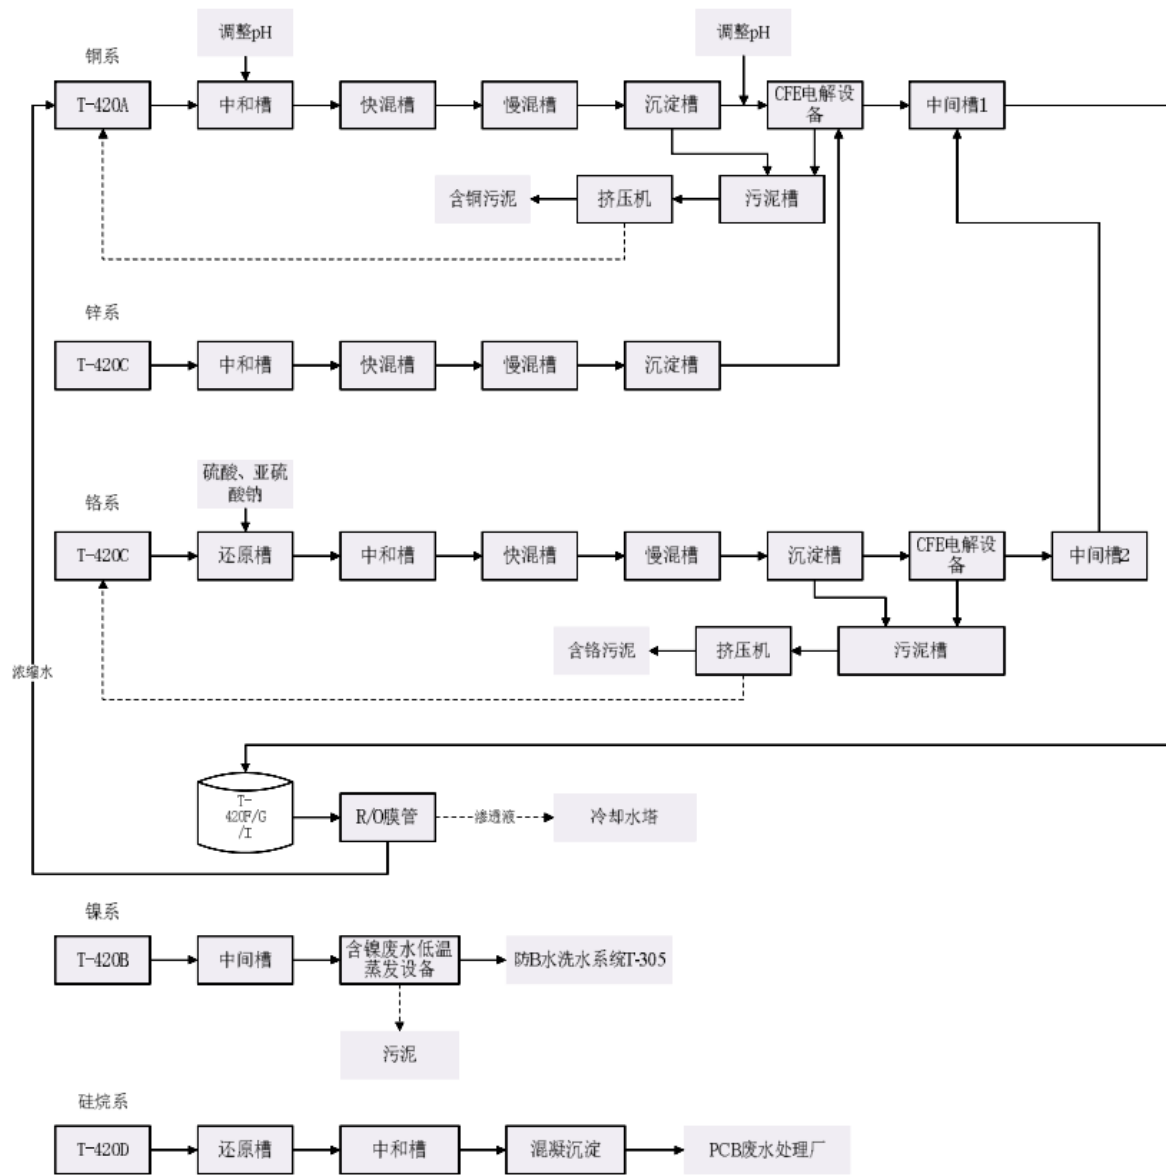 调整pH
调整pH
铜系
T-420A
中和槽
快混槽
慢混槽
沉淀槽
CFE电解设
备
中间槽1
含铜污泥
挤压机
污泥槽
锌系
T-420C
中和槽
快混槽
慢混槽
沉淀槽
硫酸、亚硫
酸钠
铬系
T-420C
还原槽
中和槽
快混槽
慢混槽
沉淀槽
CFE电解设
备
中间槽2
含铬污泥
挤压机
污泥槽
浓缩水
T-
420F/G
/I
R/O膜管
渗透液
冷却水塔
镍系
T-420B
中间槽
含镍废水低温
蒸发设备
防B水洗水系统T-305
污泥
硅烷系
T-420D
还原槽
中和槽
混凝沉淀
PCB废水处理厂